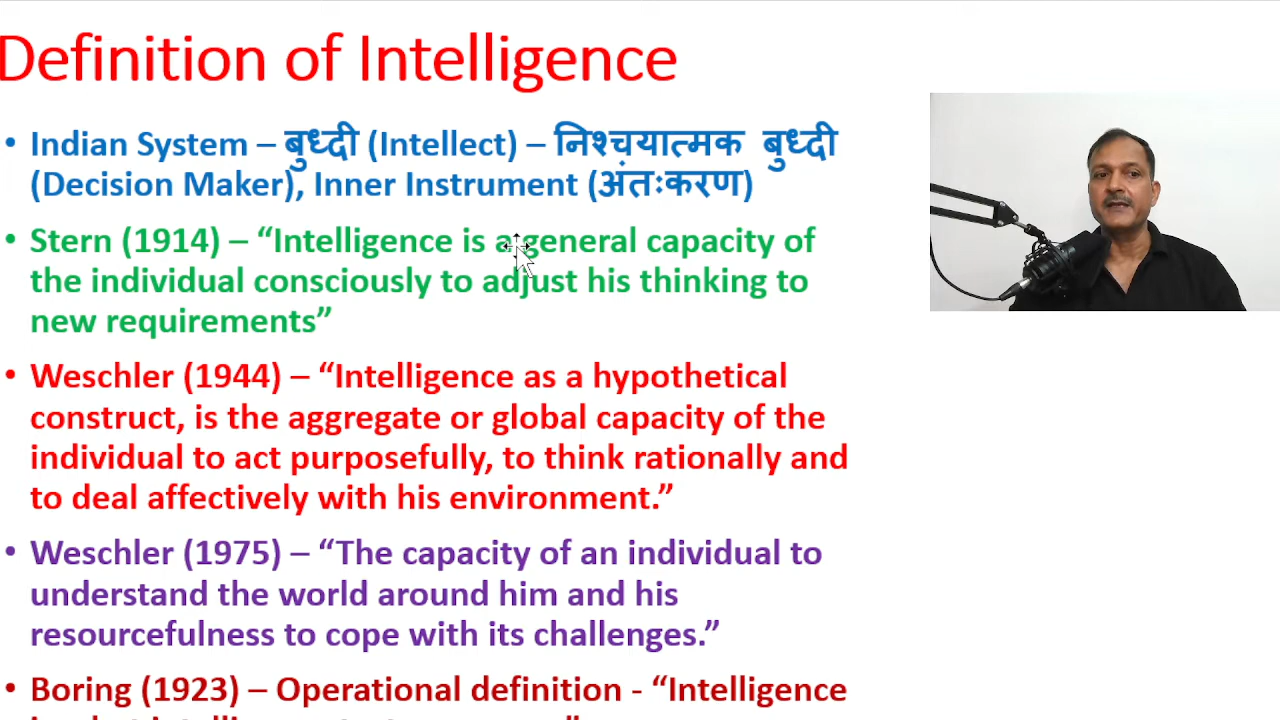 Definition of Intelligence
• Indian System – बुध्दी (Intellect) – निश्चयात्मक बुध्दी
(Decision Maker), Inner Instrument (अंतःकरण)
• Stern (1914) – “Intelligence is a general capacity of
the individual consciously to adjust his thinking to
new requirements”
• Weschler (1944) – “Intelligence as a hypothetical
construct, is the aggregate or global capacity of the
individual to act purposefully, to think rationally and
to deal affectively with his environment.”
• Weschler (1975) – “The capacity of an individual to
understand the world around him and his
resourcefulness to cope with its challenges.”
• Boring (1923) – Operational definition - “Intelligence